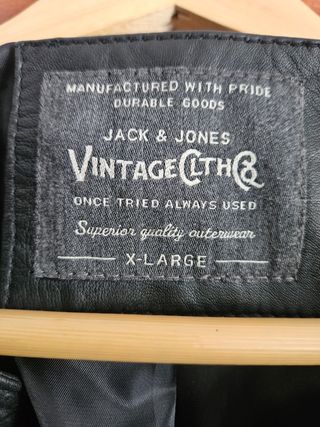 MANUFACTURED WITH PRIDE
DURABLE GOODS
JACK & JONES
VINTAGE CLTH CO
ONCE TRIED ALWAYS USED
Superior quality outerwear
X-LARGE